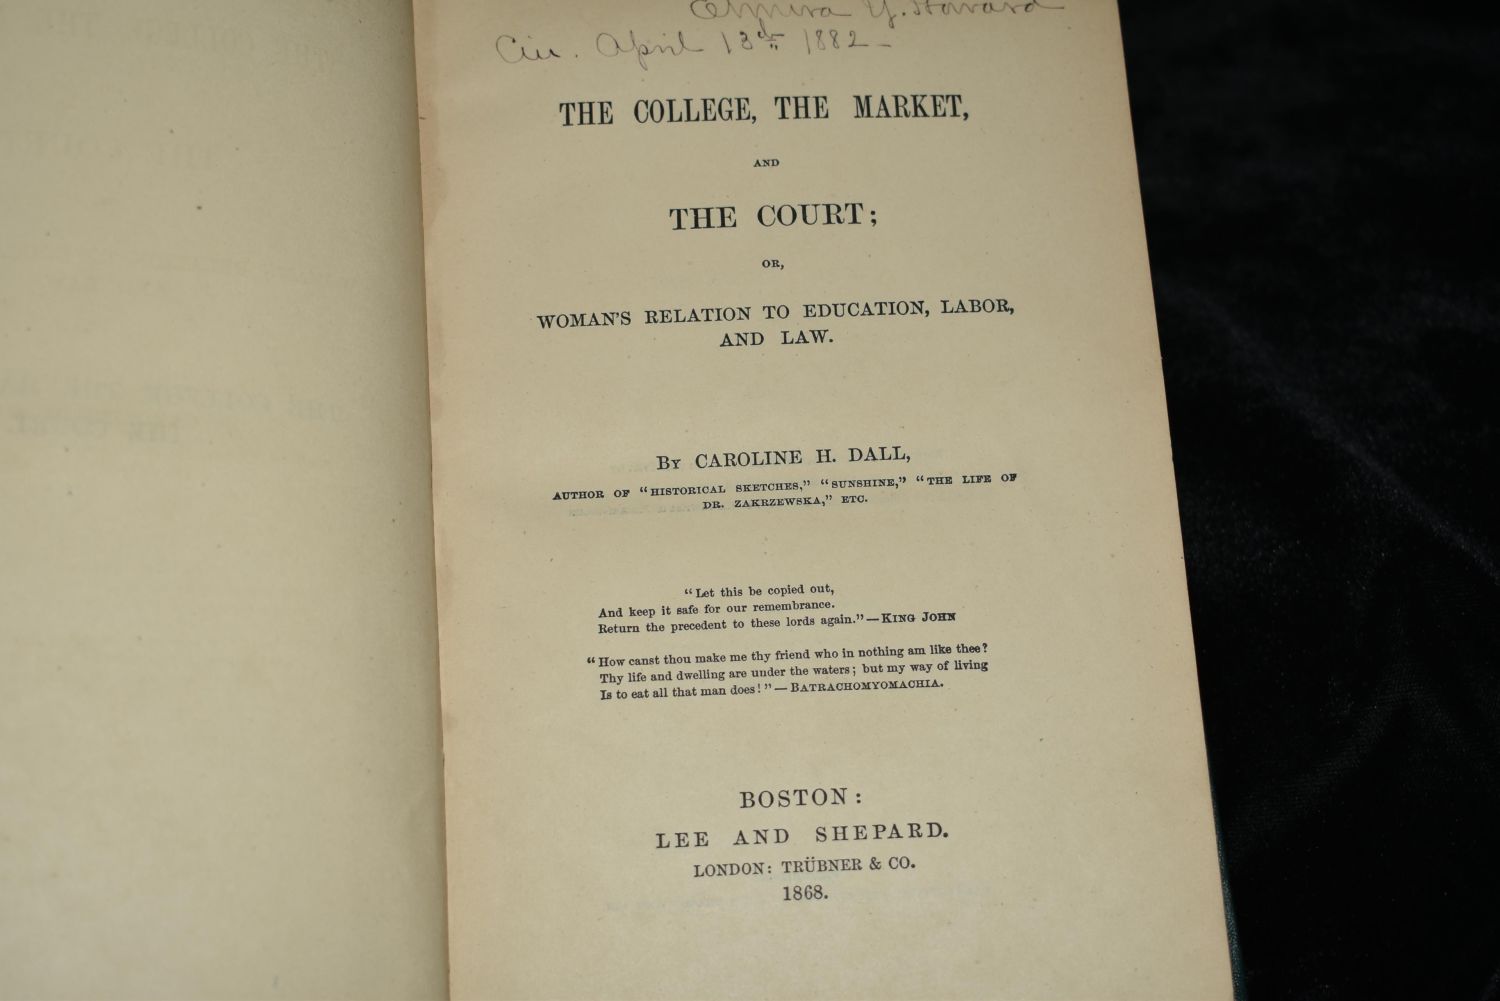 Almira Y. Howard
Cin. April 13th 1882 -
THE COLLEGE, THE MARKET,
AND
THE COURT;
OR,
WOMAN'S RELATION TO EDUCATION, LABOR,
AND LAW.
BY CAROLINE H. DALL,
AUTHOR OF "HISTORICAL SKETCHES," "SUNSHINE," "THE LIFE OF
DR. ZAKRZEWSKA," ETC.
"Let this be copied out,
And keep it safe for our remembrance.
Return the precedent to these lords again." — KING JOHN
"How canst thou make me thy friend who in nothing am like thee?
Thy life and dwelling are under the waters; but my way of living
Is to eat all that man does!" — BATRACHOMYOMACHIA.
BOSTON:
LEE AND SHEPARD.
LONDON: TRÜBNER & CO.
1868.